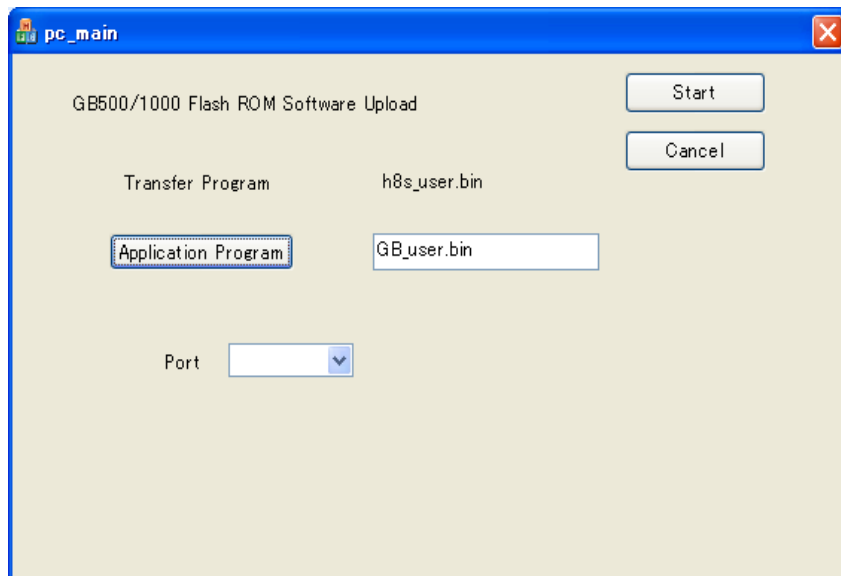 pc_main
GB500/1000 Flash ROM Software Upload
Start
Cancel
Transfer Program
h8s_user.bin
Application Program
GB_user.bin
Port